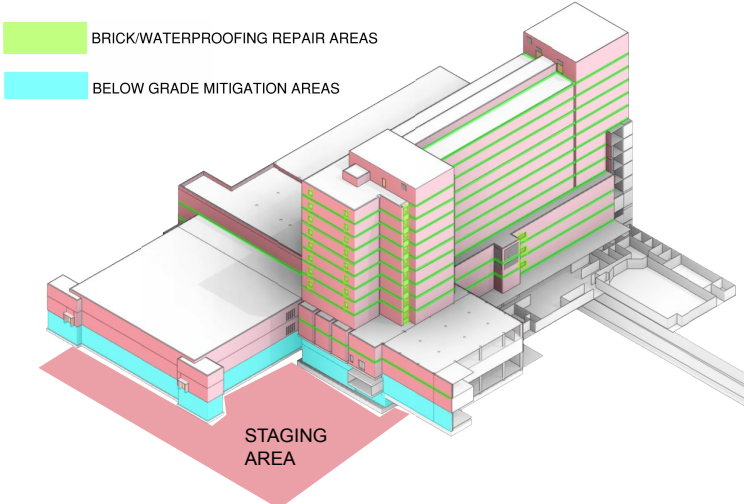 BRICK/WATERPROOFING REPAIR AREAS
BELOW GRADE MITIGATION AREAS
STAGING
AREA